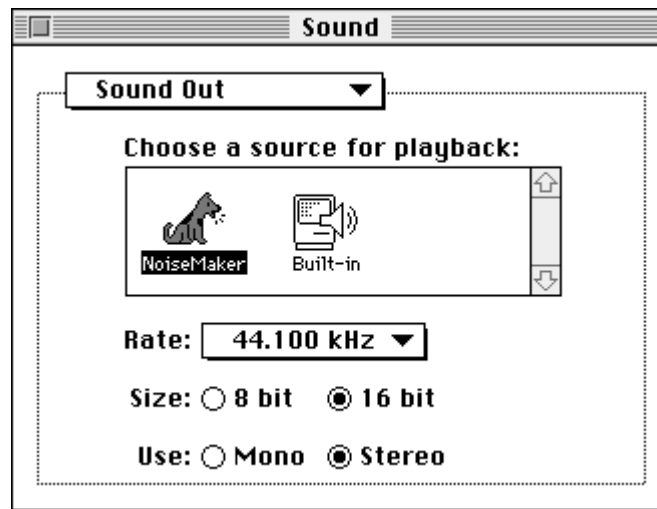 Sound
Sound Out
Choose a source for playback:
NoiseMaker Built-in
Rate: 44.100 kHz
Size: 8 bit 16 bit
Use: Mono Stereo